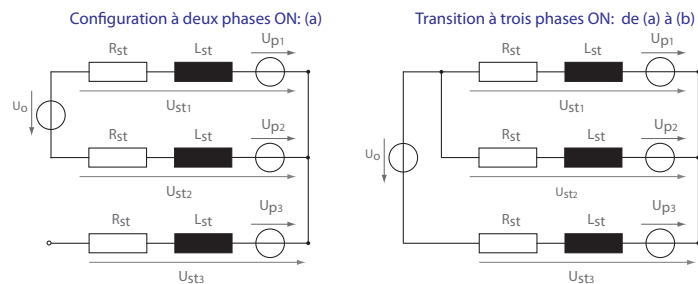 Configuration à deux phases ON: (a)
Transition à trois phases ON: de (a) à (b)
Rst Lst Up1
Ust1
Uo
Rst Lst Up2
Ust2
Rst Lst Up3
Ust3
Rst Lst Up1
Ust1
Uo
Rst Lst Up2
Ust2
Rst Lst Up3
Ust3